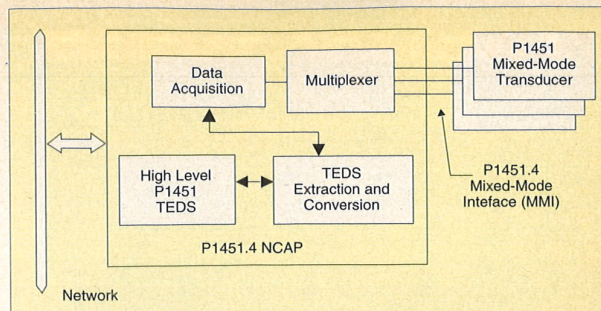 Data
Acquisition
Multiplexer
P1451
Mixed-Mode
Transducer
High Level
P1451
TEDS
TEDS
Extraction and
Conversion
P1451.4
Mixed-Mode
Inteface (MMI)
P1451.4 NCAP
Network